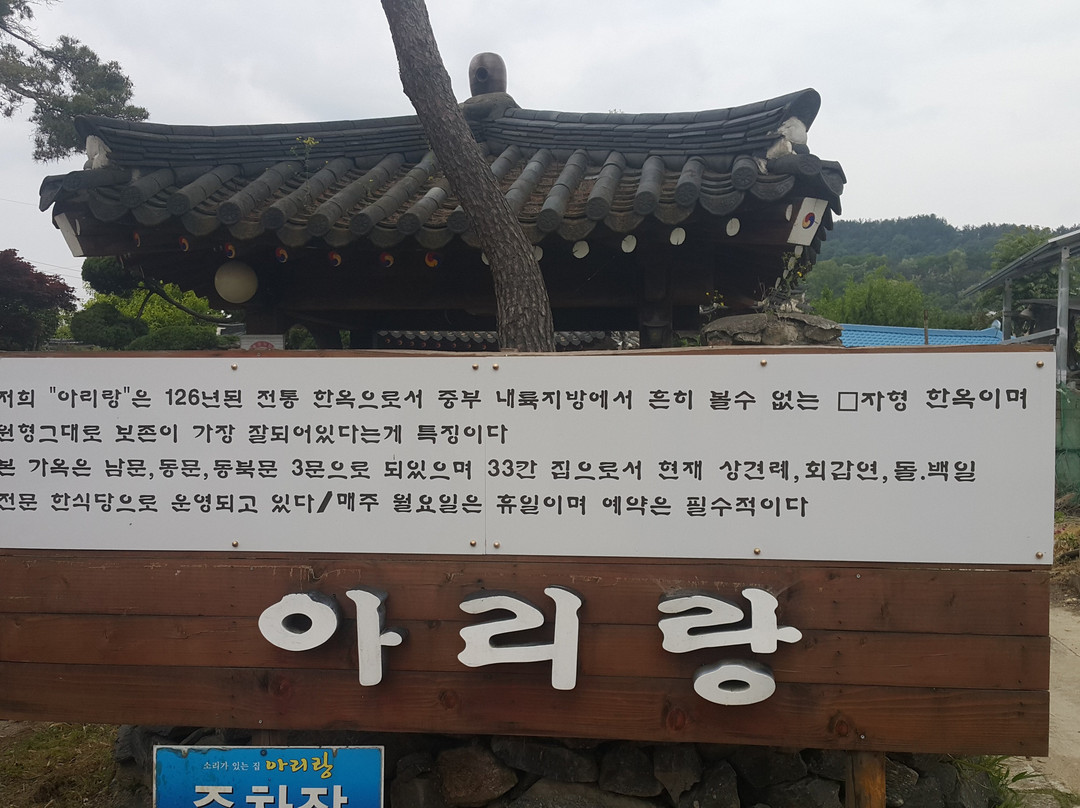 저희 "아리랑"은 126년된 전통 한옥으로서 중부 내륙지방에서 흔히 볼수 없는 □자형 한옥이며
원형그대로 보존이 가장 잘되어있다는게 특징이다
본 가옥은 남문,동문,동북문 3문으로 되있으며 33칸 집으로서 현재 상견례,회갑연,돌.백일
전문 한식당으로 운영되고 있다/매주 월요일은 휴일이며 예약은 필수적이다
아리랑
소리가 있는 집 아리랑
주차장